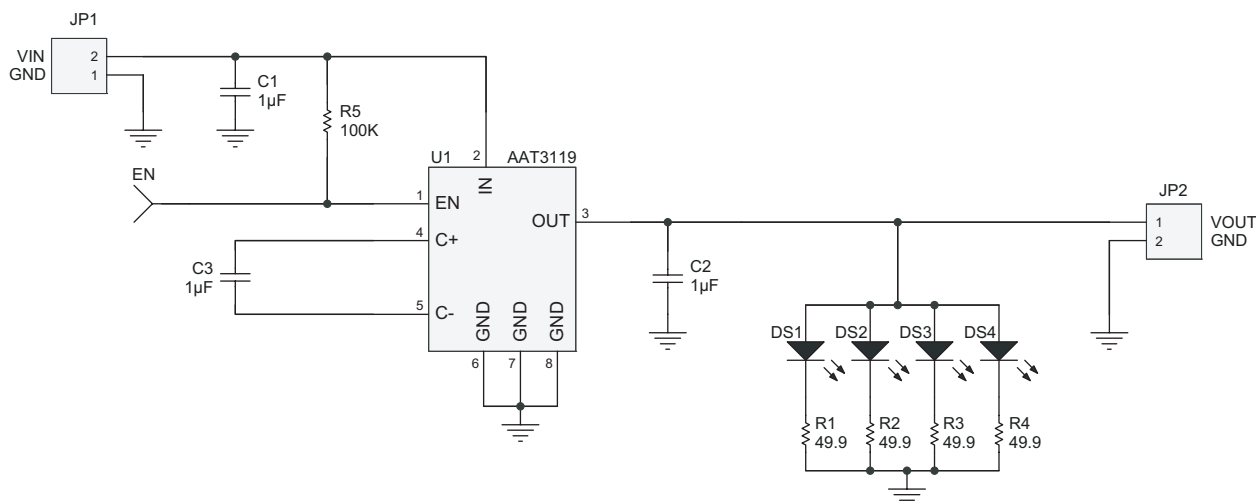 JP1
VIN
2
GND
1
C1
1µF
R5
100K
EN
U1
2
AAT3119
IN
1
EN
OUT
3
4
C+
C3
1µF
5
C-
GND
GND
GND
6
7
8
C2
1µF
JP2
1
VOUT
2
GND
DS1
DS2
DS3
DS4
R1
49.9
R2
49.9
R3
49.9
R4
49.9